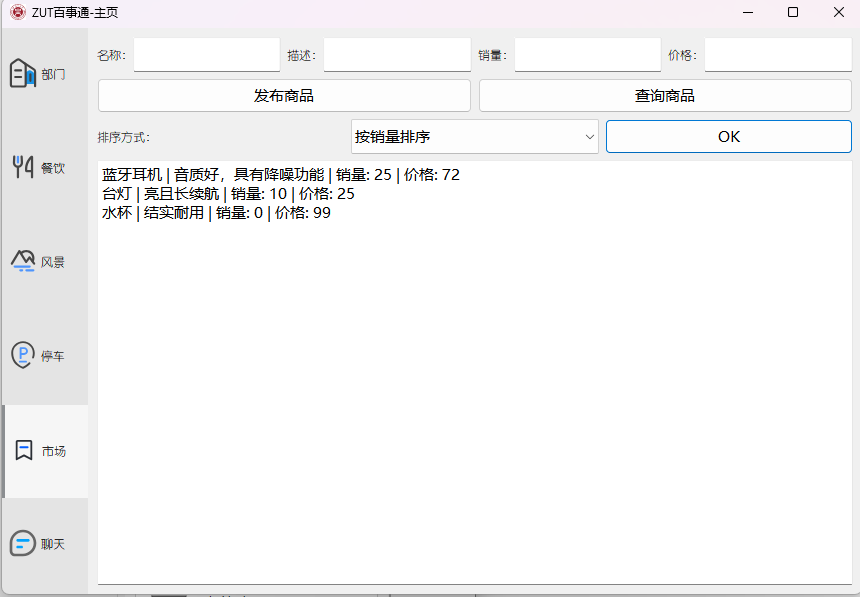 ZUT百事通-主页
部门
餐饮
风景
停车
市场
聊天
名称: 描述: 销量: 价格:
发布商品 查询商品
排序方式: 按销量排序 OK
蓝牙耳机 | 音质好，具有降噪功能 | 销量: 25 | 价格: 72
台灯 | 亮且长续航 | 销量: 10 | 价格: 25
水杯 | 结实耐用 | 销量: 0 | 价格: 99